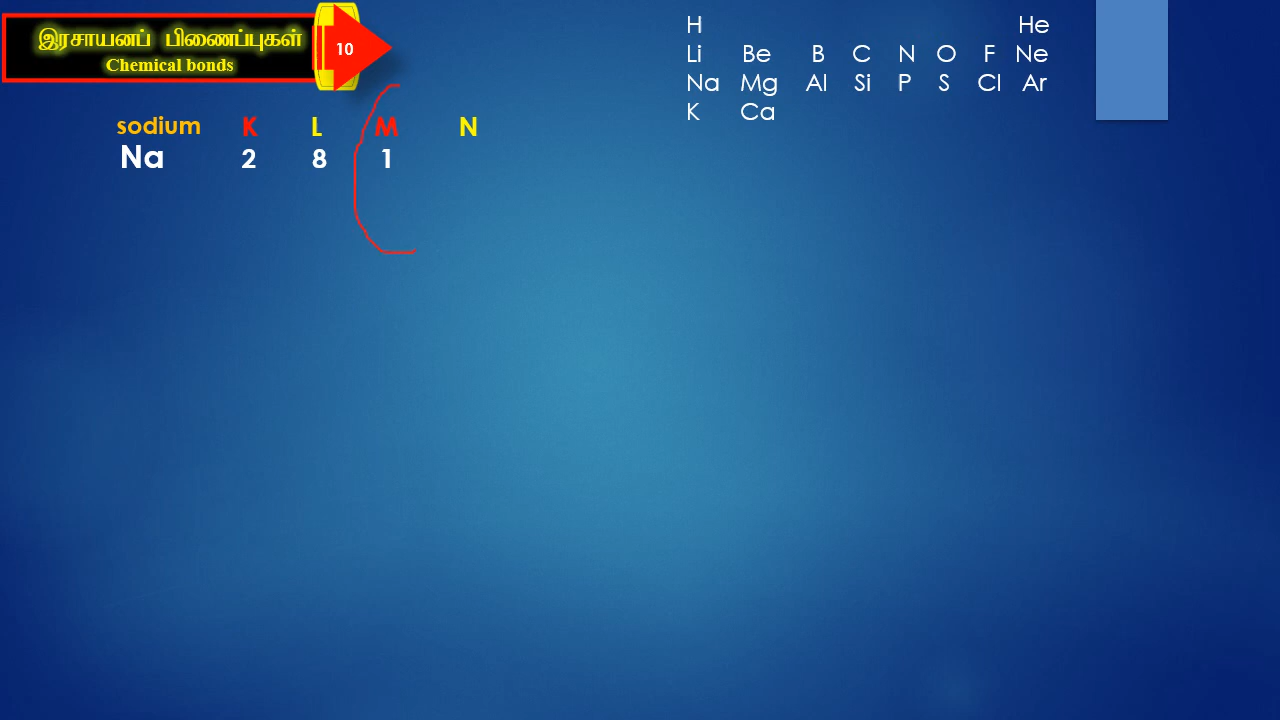 இரசாயனப் பிணைப்புகள்
Chemical bonds
10
H He
Li Be B C N O F Ne
Na Mg Al Si P S Cl Ar
K Ca
sodium K L M N
Na 2 8 1